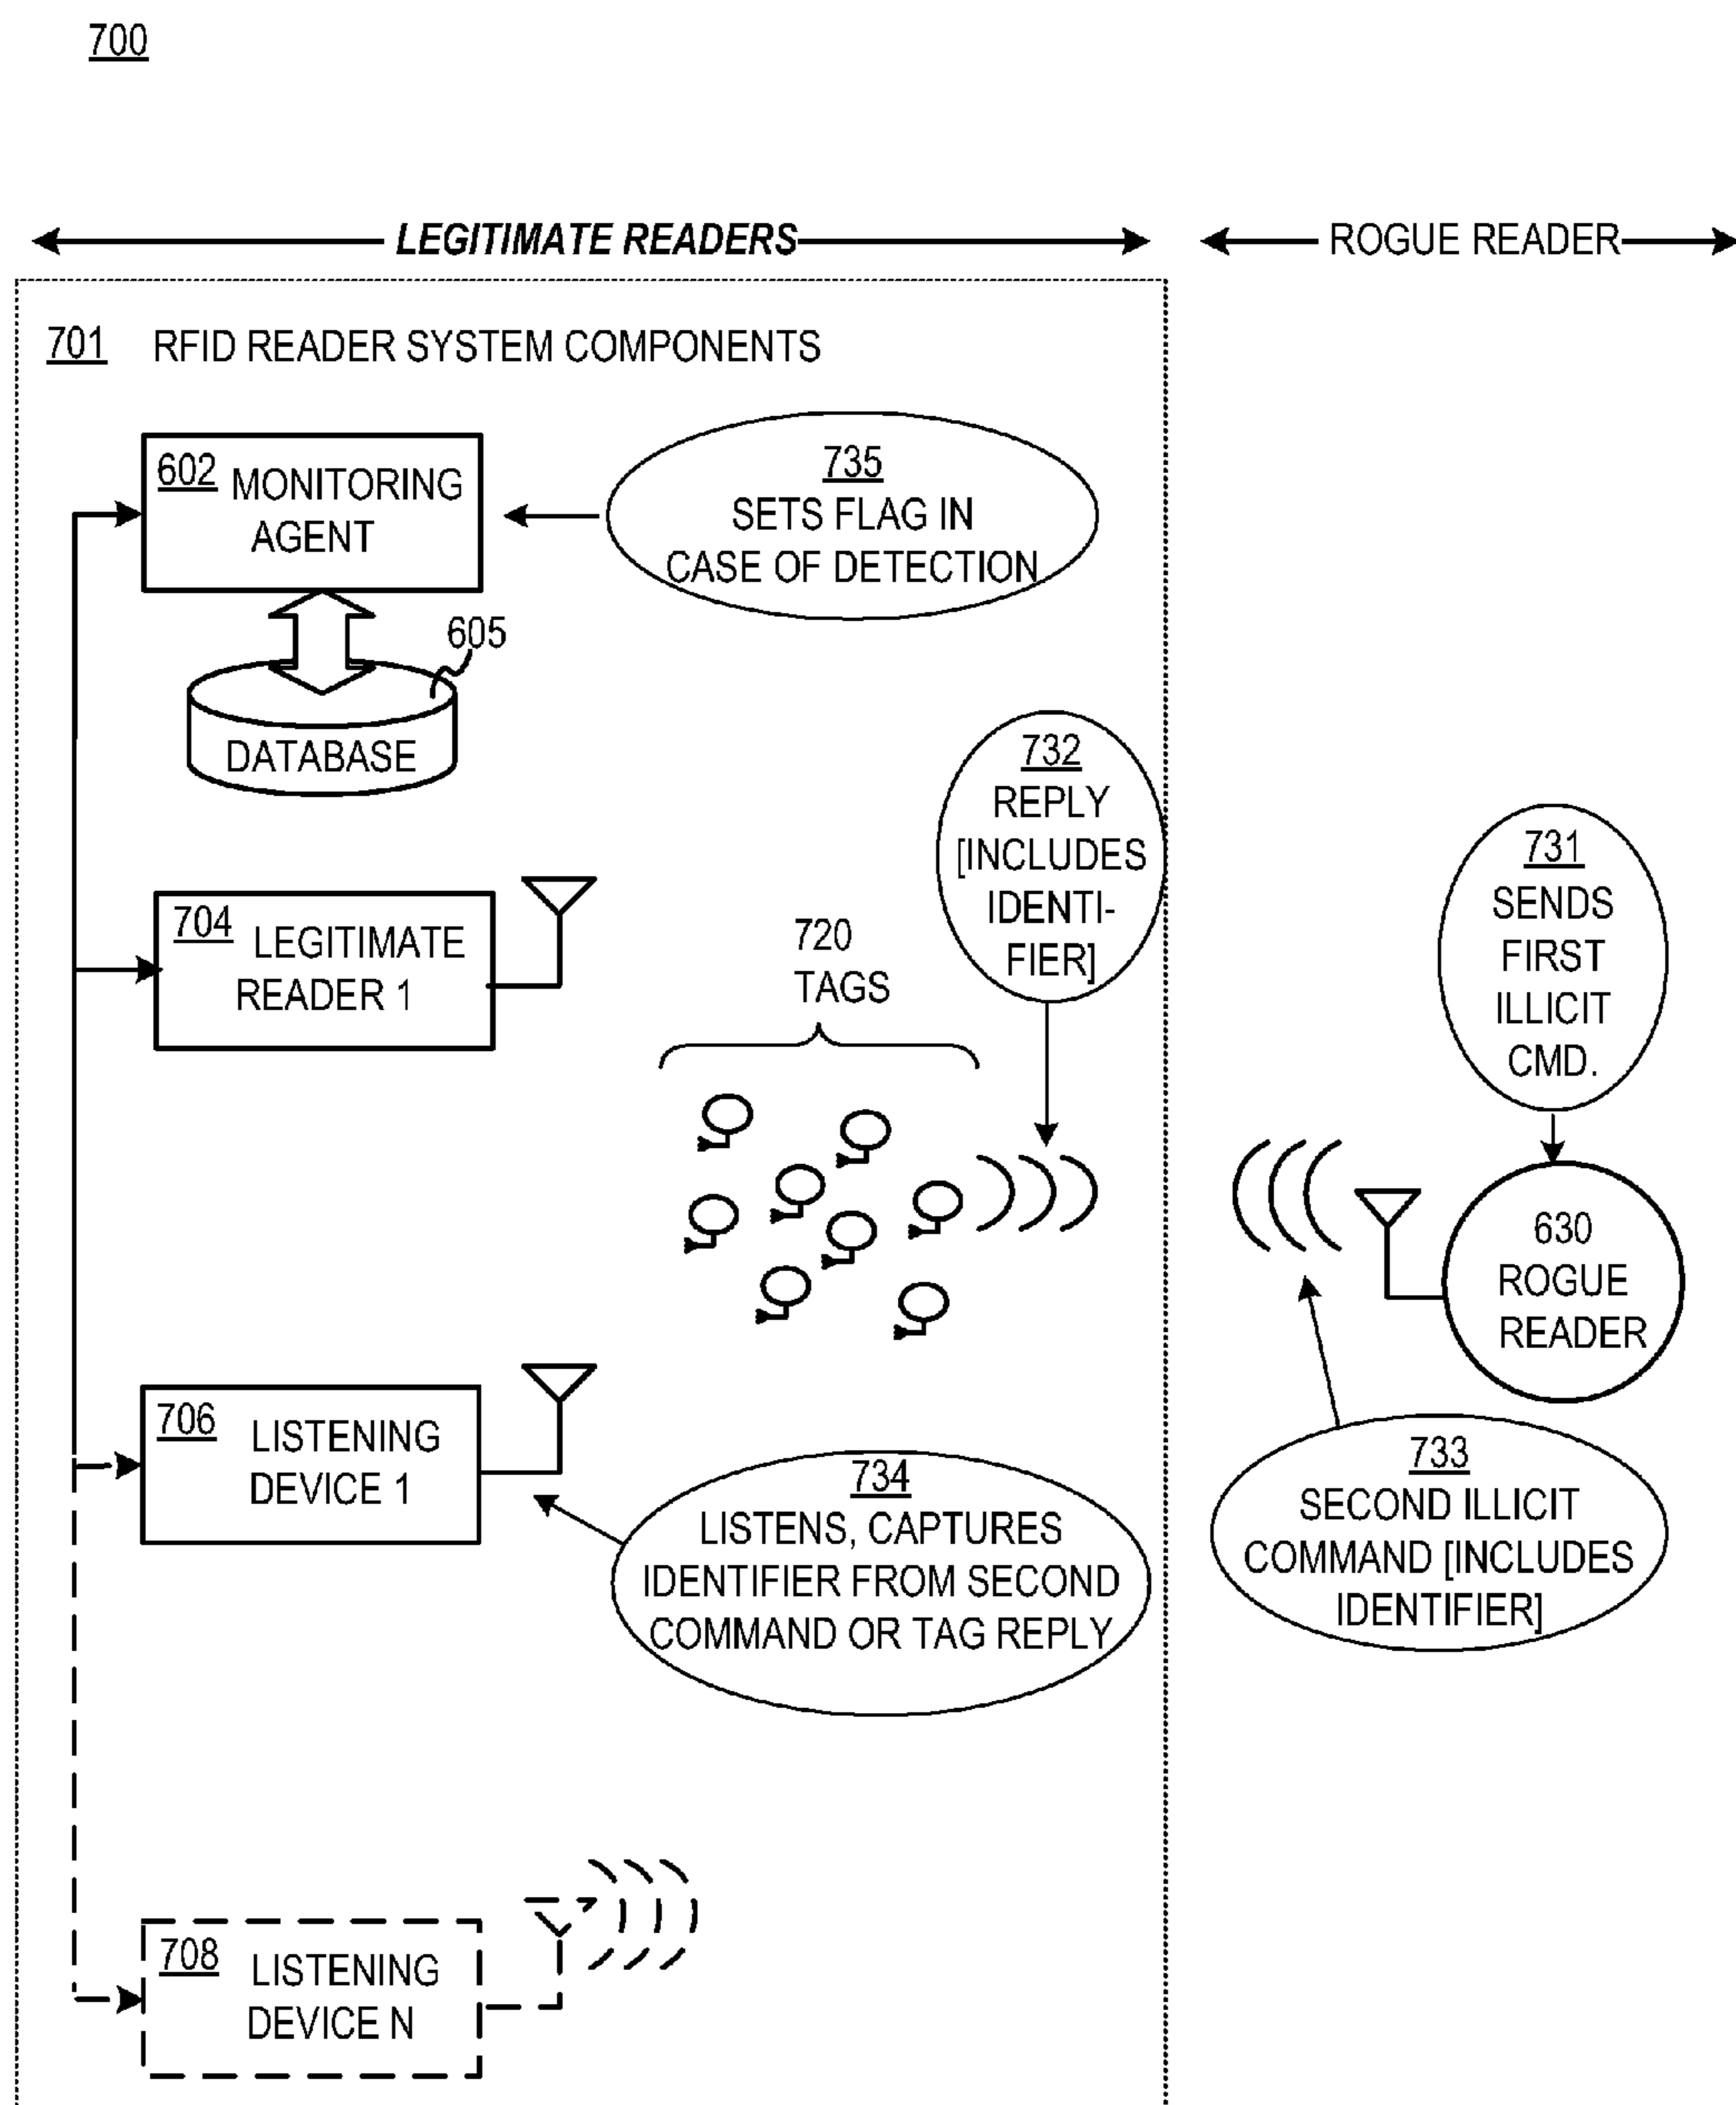 700
LEGITIMATE READERS
ROGUE READER
701 RFID READER SYSTEM COMPONENTS
602 MONITORING
AGENT
735
SETS FLAG IN
CASE OF DETECTION
605
DATABASE
732
REPLY
[INCLUDES
IDENTI-
FIER]
731
SENDS
FIRST
ILLICIT
CMD.
704 LEGITIMATE
READER 1
720
TAGS
630
ROGUE
READER
706 LISTENING
DEVICE 1
734
LISTENS, CAPTURES
IDENTIFIER FROM SECOND
COMMAND OR TAG REPLY
733
SECOND ILLICIT
COMMAND [INCLUDES
IDENTIFIER]
708 LISTENING
DEVICE N